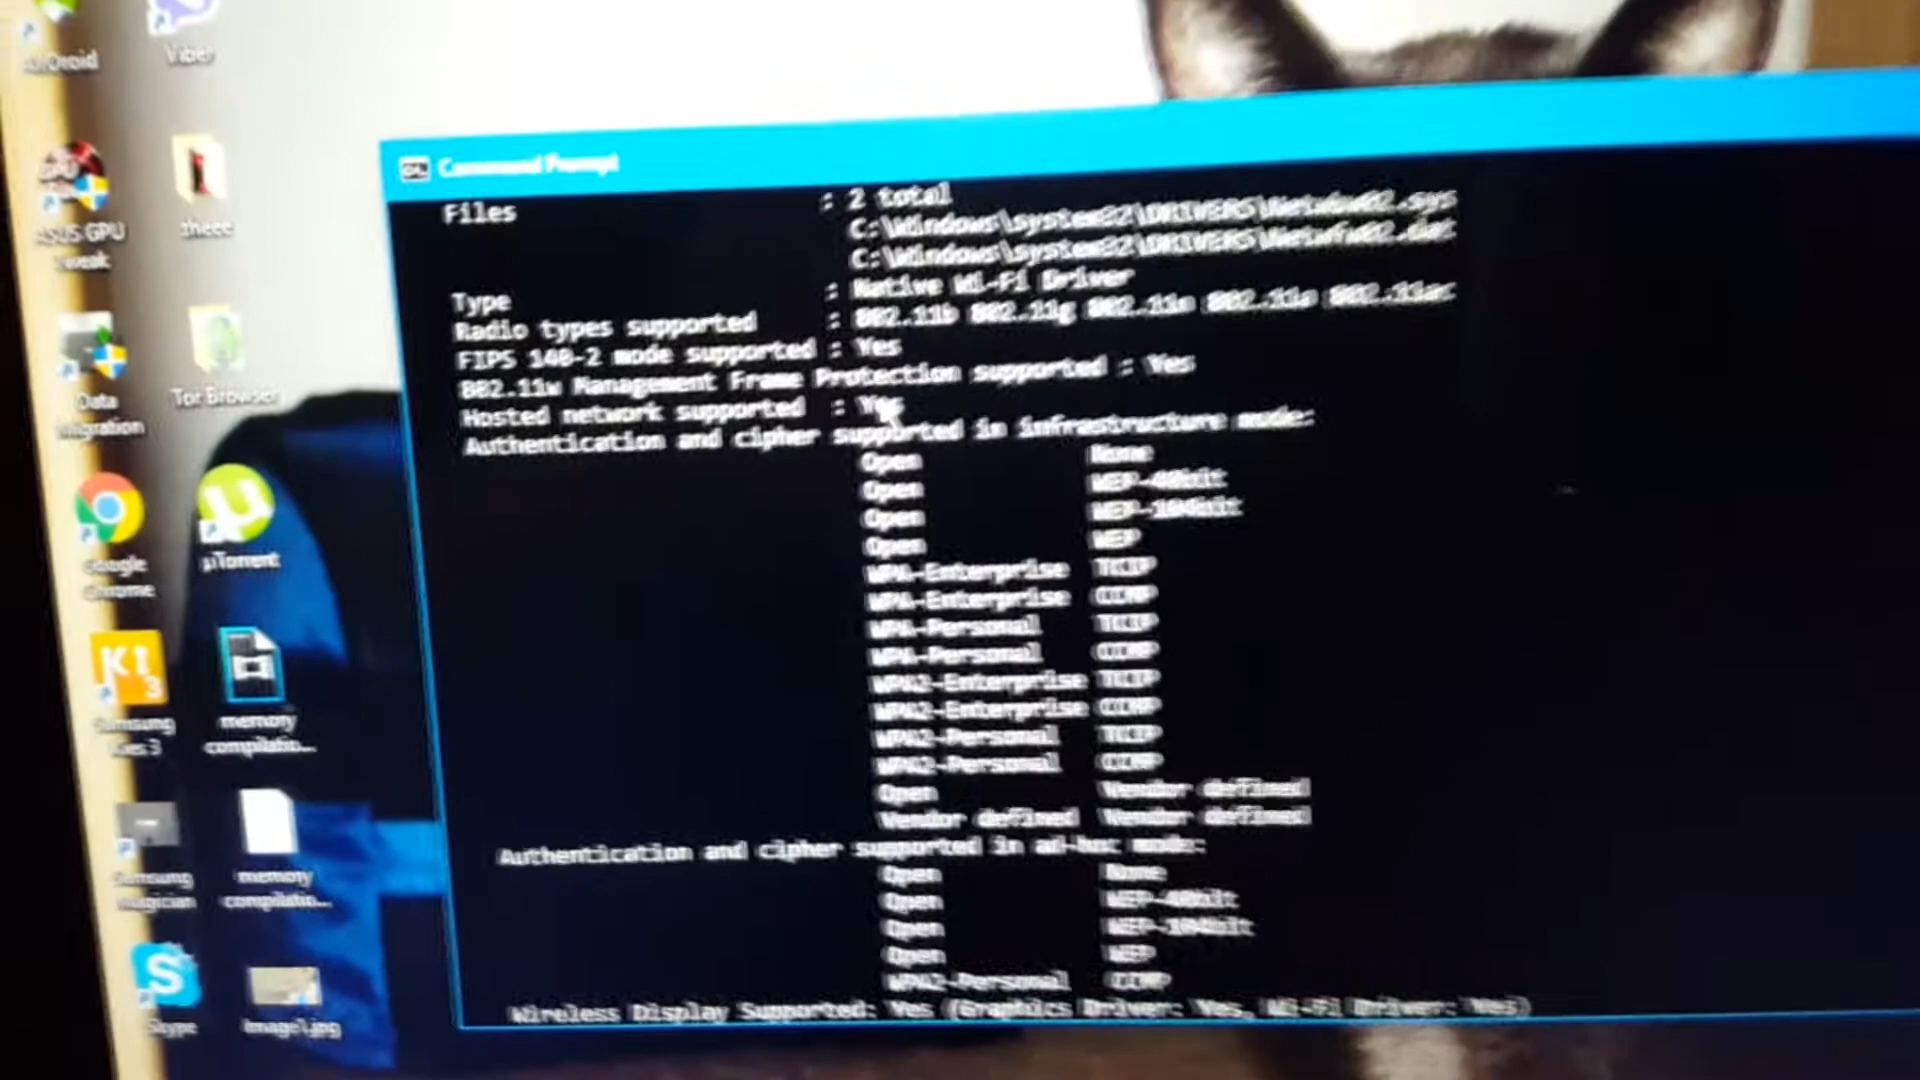 AirDroid
Viber
ASUS GPU
Tweak
theee
Data
Migration
Tor Browser
Google
Chrome
µTorrent
Samsung
Kies 3
memory
compilatio...
Samsung
Magician
memory
compilatio...
Skype
Image1.jpg
Command Prompt
Files : 2 total
C:\Windows\system32\DRIVERS\Netwtw02.sys
C:\Windows\system32\DRIVERS\Netwfw02.dat
Type : Native Wi-Fi Driver
Radio types supported : 802.11b 802.11g 802.11n 802.11a 802.11ac
FIPS 140-2 mode supported : Yes
802.11w Management Frame Protection supported : Yes
Hosted network supported : Yes
Authentication and cipher supported in infrastructure mode:
Open None
Open WEP-40bit
Open WEP-104bit
Open WEP
WPA-Enterprise TKIP
WPA-Enterprise CCMP
WPA-Personal TKIP
WPA-Personal CCMP
WPA2-Enterprise TKIP
WPA2-Enterprise CCMP
WPA2-Personal TKIP
WPA2-Personal CCMP
Open Vendor defined
Vendor defined Vendor defined
Authentication and cipher supported in ad-hoc mode:
Open None
Open WEP-40bit
Open WEP-104bit
Open WEP
WPA2-Personal CCMP
Wireless Display Supported: Yes (Graphics Driver: Yes, Wi-Fi Driver: Yes)